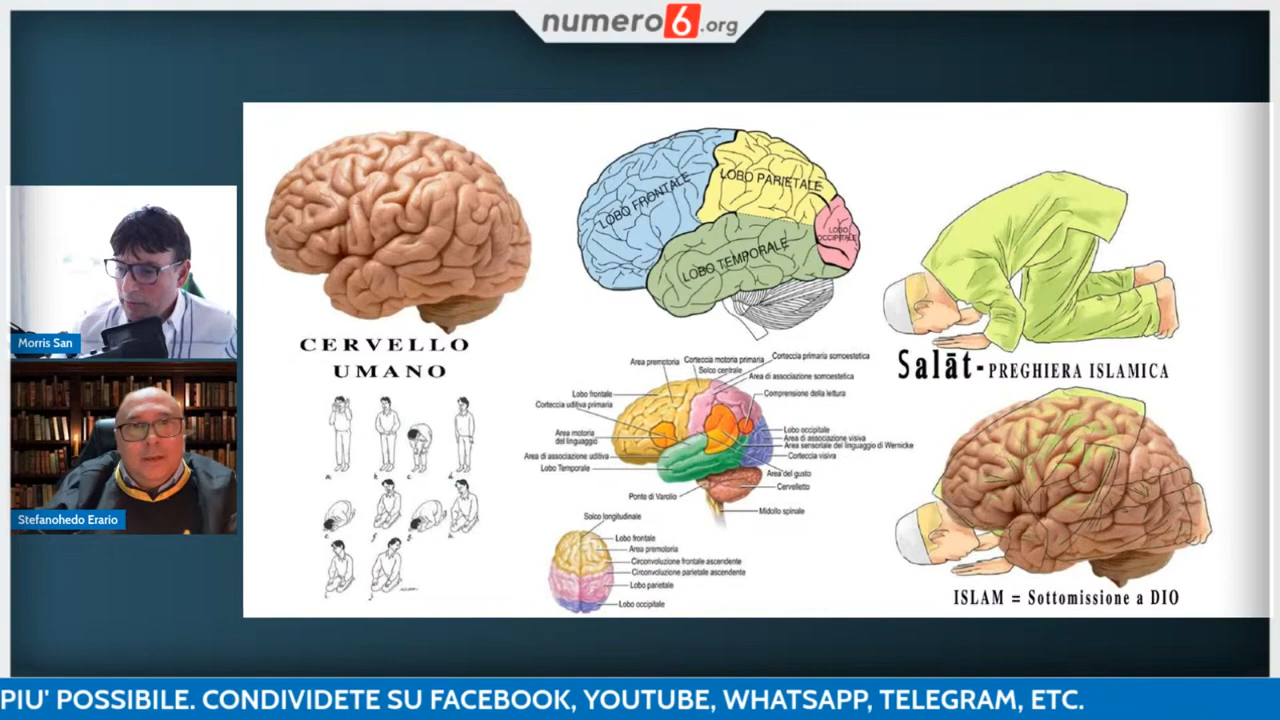 numero6.org
Morris San
Stefanohedo Erario
CERVELLO
UMANO
LOBO FRONTALE
LOBO PARIETALE
LOBO OCCIPITALE
LOBO TEMPORALE
Area premotoria
Corteccia motoria primaria
Solco centrale
Corteccia primaria somoestetica
Area di associazione somoestetica
Comprensione della lettura
Lobo frontale
Corteccia uditiva primaria
Area motoria
del linguaggio
Area di associazione uditiva
Lobo Temporale
Lobo occipitale
Area di associazione visiva
Area sensoriale del linguaggio di Wernicke
Corteccia visiva
Area del gusto
Cervelletto
Ponte di Varolio
Midollo spinale
Solco longitudinale
Lobo frontale
Area premotoria
Circonvoluzione frontale ascendente
Circonvoluzione parietale ascendente
Lobo parietale
Lobo occipitale
Salāt-PREGHIERA ISLAMICA
ISLAM = Sottomissione a DIO
PIU' POSSIBILE. CONDIVIDETE SU FACEBOOK, YOUTUBE, WHATSAPP, TELEGRAM, ETC.